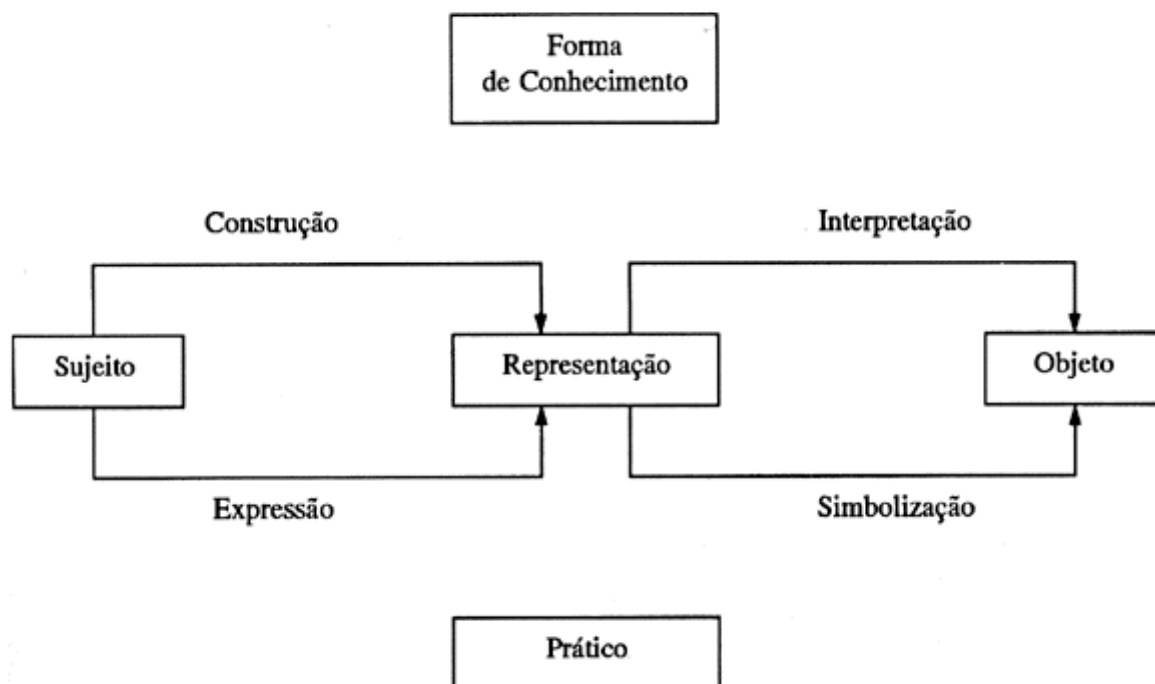 Forma
de Conhecimento
Construção
Interpretação
Sujeito
Representação
Objeto
Expressão
Simbolização
Prático